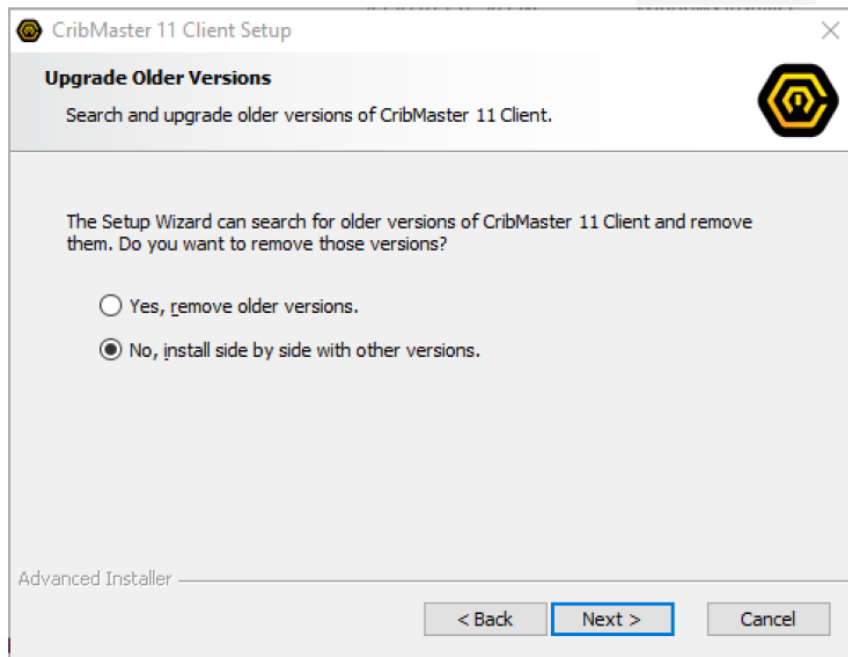 CribMaster 11 Client Setup
Upgrade Older Versions
Search and upgrade older versions of CribMaster 11 Client.
The Setup Wizard can search for older versions of CribMaster 11 Client and remove
them. Do you want to remove those versions?
Yes, remove older versions.
No, install side by side with other versions.
Advanced Installer
< Back
Next >
Cancel